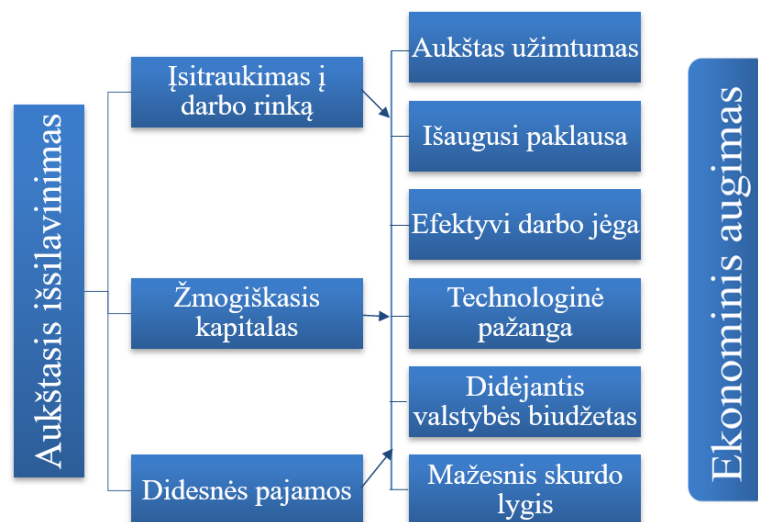 Aukštasis išsilavinimas
Įsitraukimas į
darbo rinką
Žmogiškasis
kapitalas
Didesnės pajamos
Aukštas užimtumas
Išaugusi paklausa
Efektyvi darbo jėga
Technologinė
pažanga
Didėjantis
valstybės biudžetas
Mažesnis skurdo
lygis
Ekonominis augimas